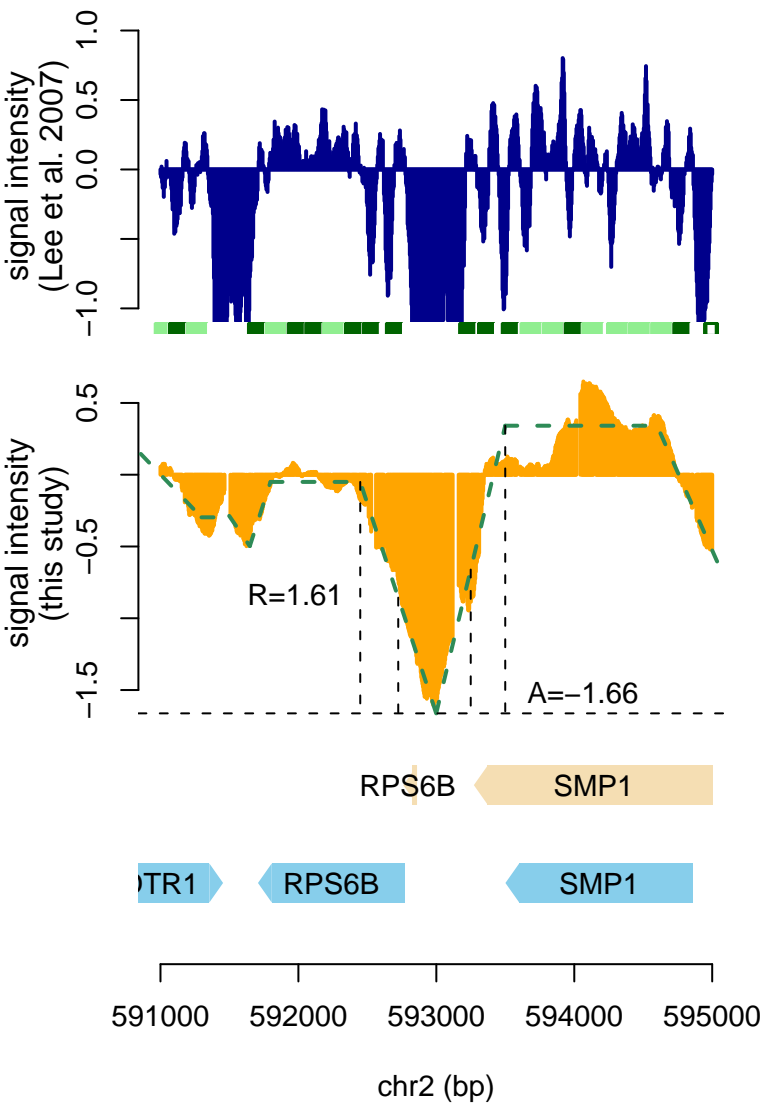 signal intensity
(Lee et al. 2007)
1.0
0.5
0.0
−1.0
signal intensity
(this study)
0.5
−0.5
−1.5
R=1.61
A=−1.66
RPS6B
SMP1
OTR1
RPS6B
SMP1
591000
592000
593000
594000
595000
chr2 (bp)